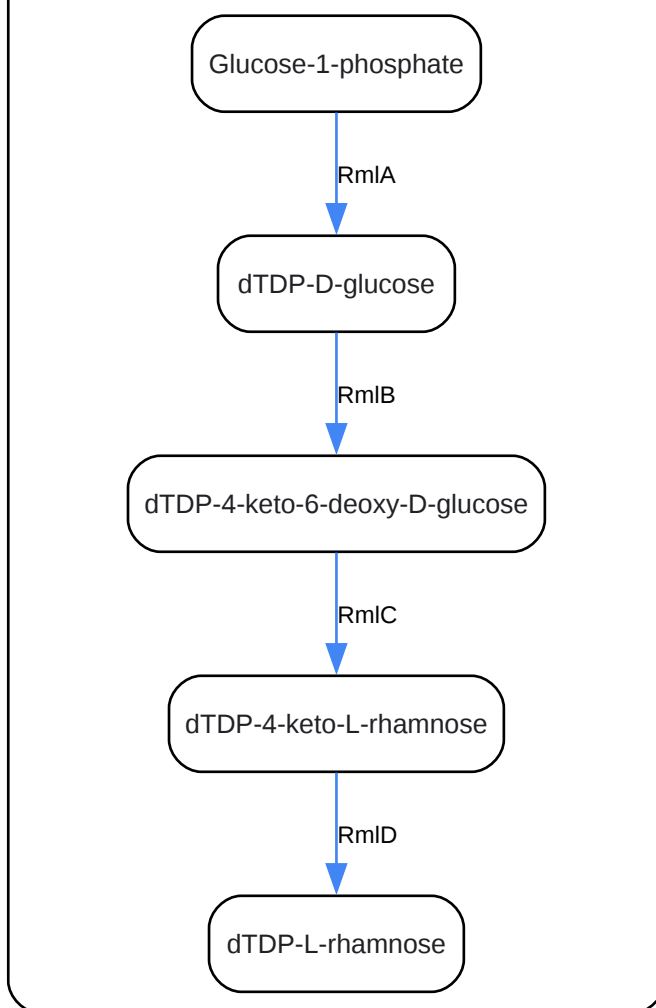 Glucose-1-phosphate
RmlA
dTDP-D-glucose
RmlB
dTDP-4-keto-6-deoxy-D-glucose
RmlC
dTDP-4-keto-L-rhamnose
RmlD
dTDP-L-rhamnose